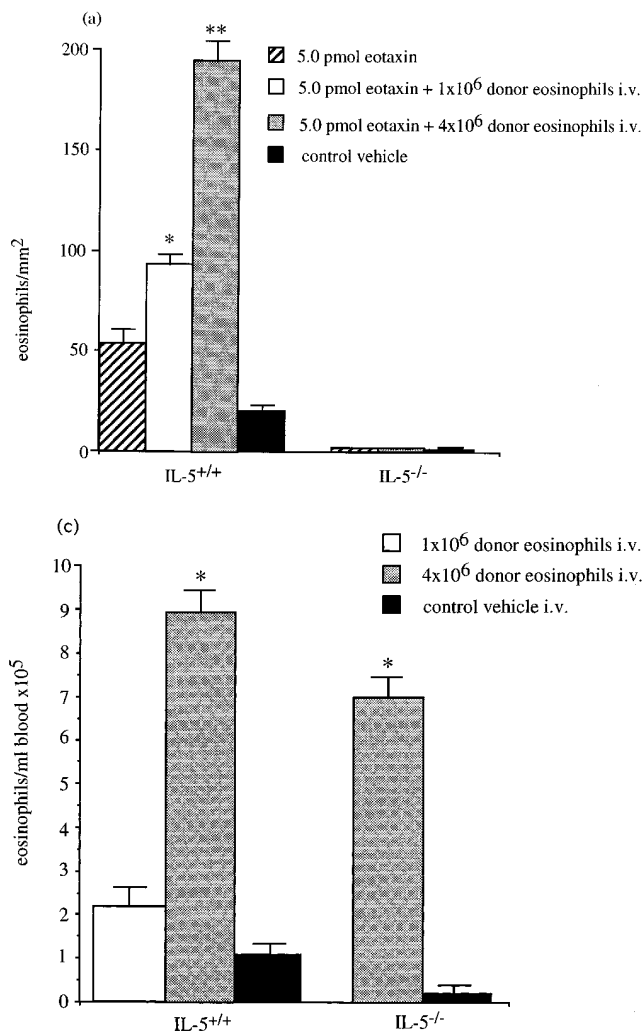 (a)
200
150
100
50
0
eosinophils/mm²
*
**
5.0 pmol eotaxin
5.0 pmol eotaxin + 1x10⁶ donor eosinophils i.v.
5.0 pmol eotaxin + 4x10⁶ donor eosinophils i.v.
control vehicle
IL-5⁺/⁺
IL-5⁻/⁻
(c)
10
9
8
7
6
5
4
3
2
1
0
eosinophils/ml blood x10⁵
*
*
1x10⁶ donor eosinophils i.v.
4x10⁶ donor eosinophils i.v.
control vehicle i.v.
IL-5⁺/⁺
IL-5⁻/⁻